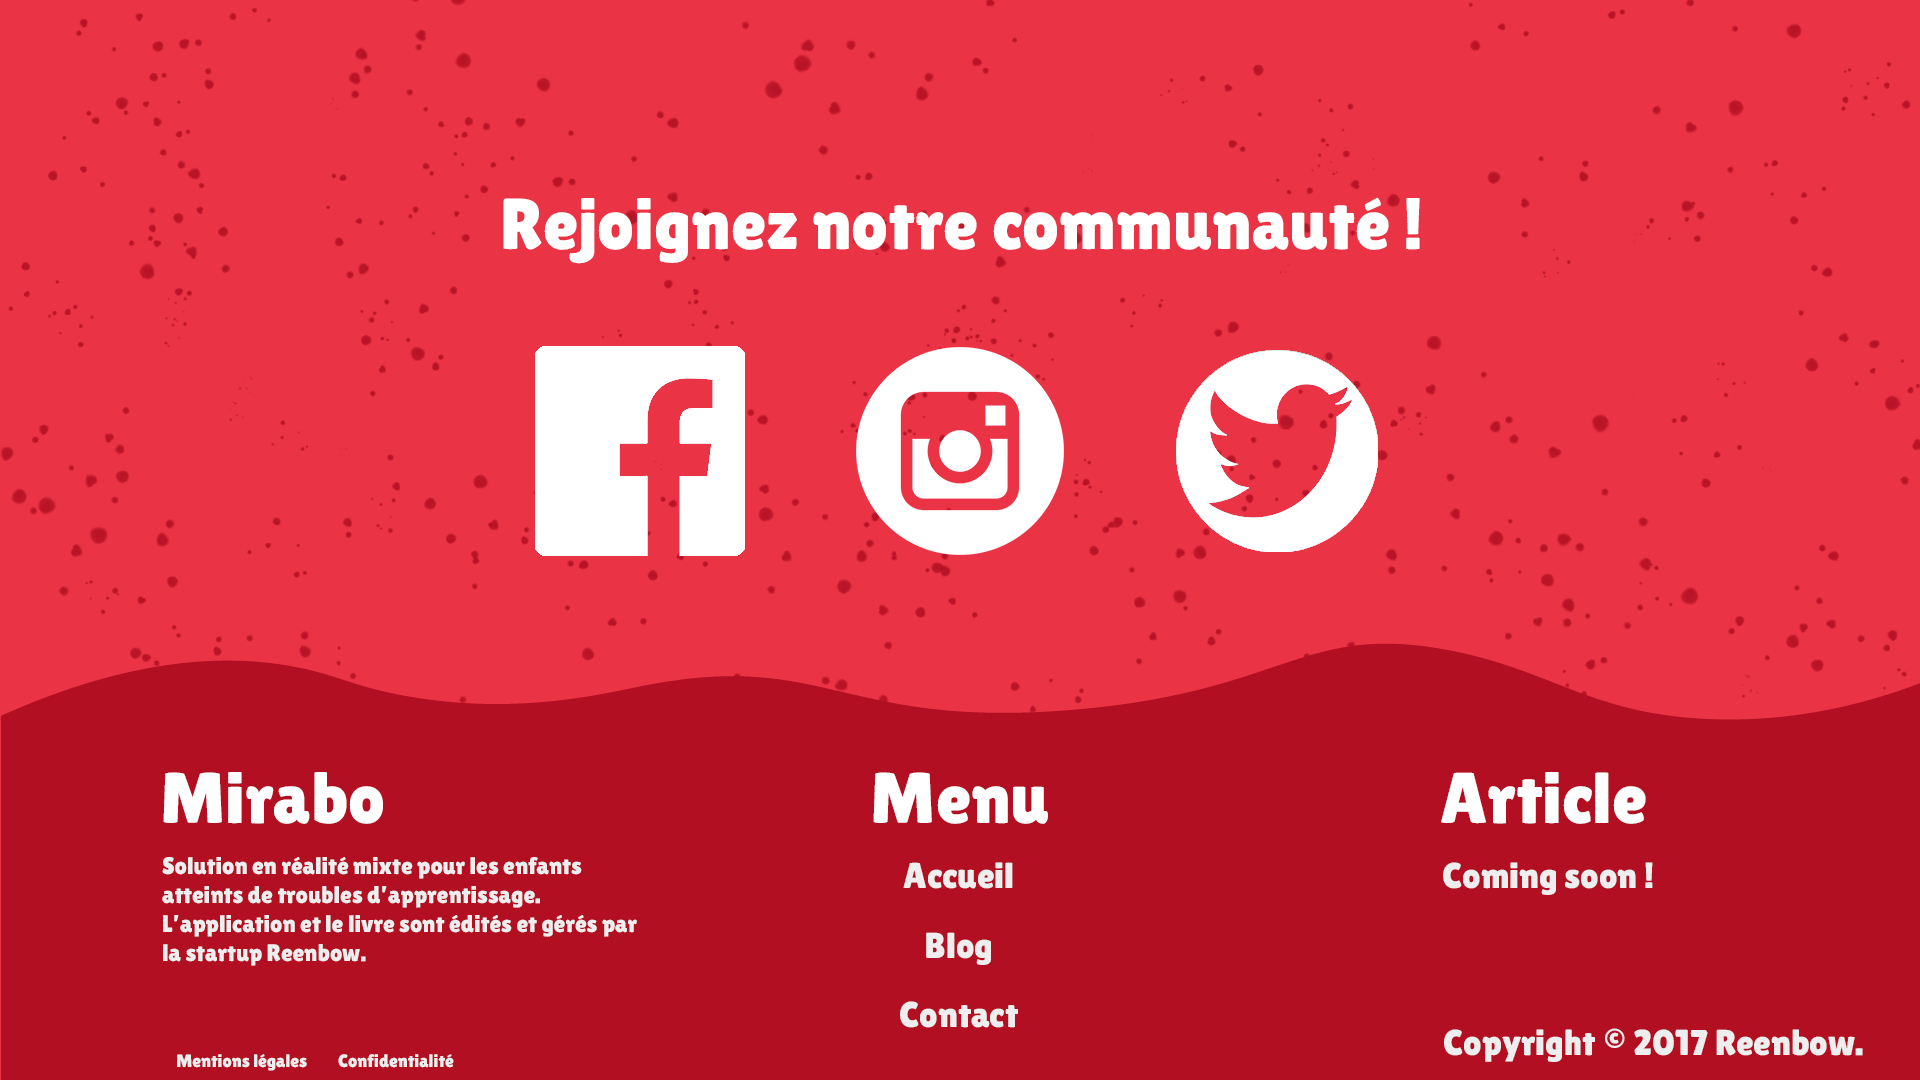 Rejoignez notre communauté !
Mirabo
Solution en réalité mixte pour les enfants
atteints de troubles d'apprentissage.
L'application et le livre sont édités et gérés par
la startup Reenbow.
Mentions légales Confidentialité
Menu
Accueil
Blog
Contact
Article
Coming soon !
Copyright © 2017 Reenbow.